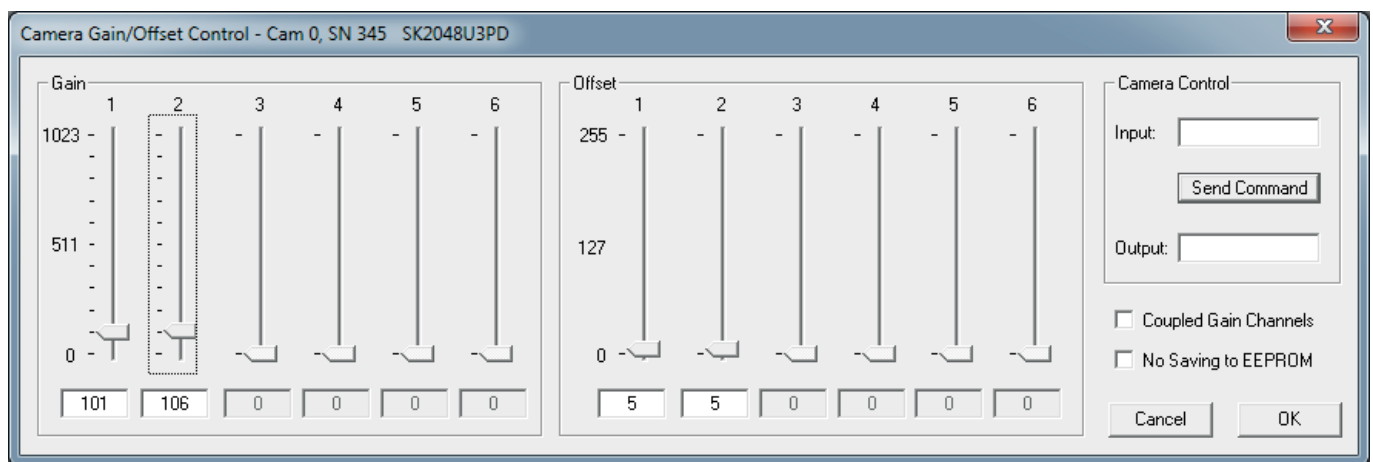 Camera Gain/Offset Control - Cam 0, SN 345 SK2048U3PD
Gain
1 2 3 4 5 6
1023
511
0
101 106 0 0 0 0
Offset
1 2 3 4 5 6
255
127
0
5 5 0 0 0 0
Camera Control
Input:
Send Command
Output:
Coupled Gain Channels
No Saving to EEPROM
Cancel OK